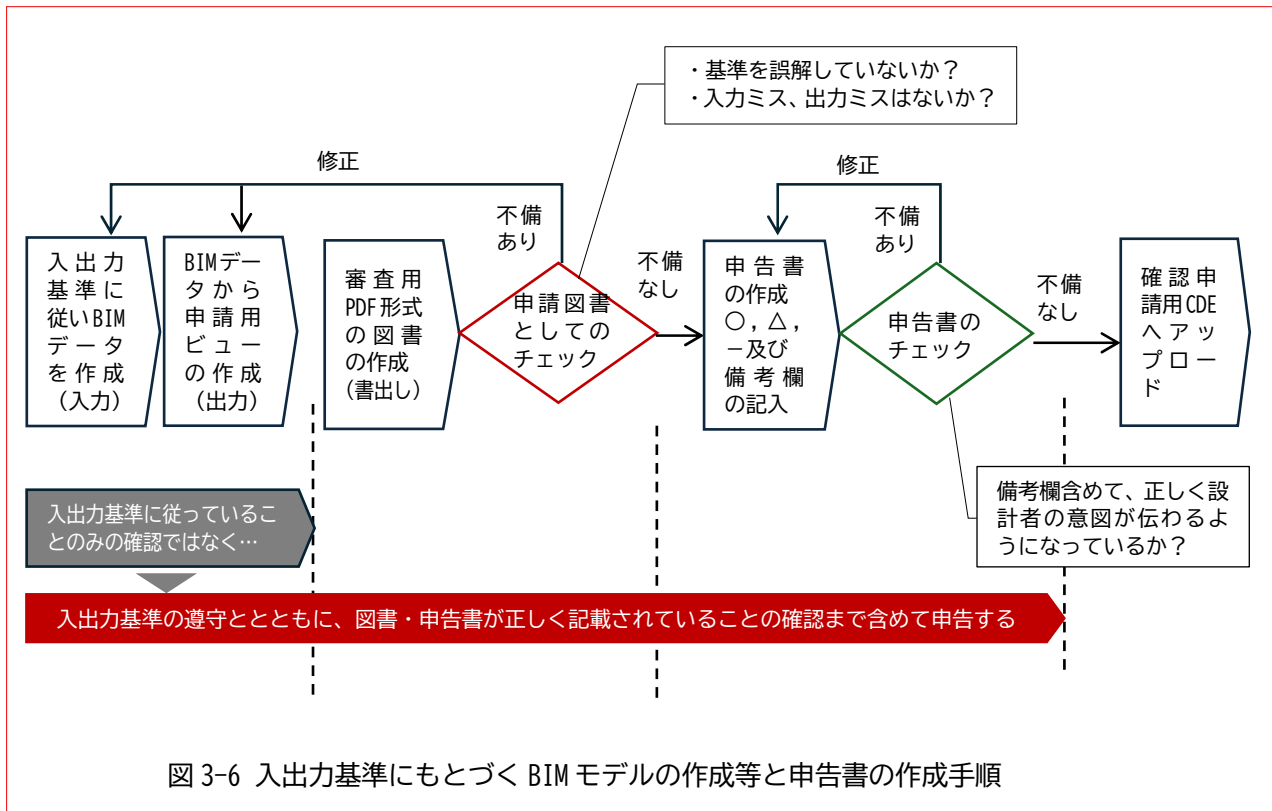 ・基準を誤解していないか？
・入力ミス、出力ミスはないか？
修正
修正
不備
あり
不備
あり
不備
なし
不備
なし
入出力
基準に
従いBIM
データ
を作成
（入力）
BIMデー
タから
申請用
ビュー
の作成
（出力）
審査用
PDF形式
の図書
の作成
（書出し）
申請図書
としての
チェック
申告書
の作成
〇，△，
－及び
備考欄
の記入
申告書の
チェック
確認申
請用CDE
へアッ
プロー
ド
入出力基準に従っているこ
とのみの確認ではなく…
備考欄含めて、正しく設
計者の意図が伝わるよ
うになっているか？
入出力基準の遵守ととともに、図書・申告書が正しく記載されていることの確認まで含めて申告する
図 3-6 入出力基準にもとづく BIM モデルの作成等と申告書の作成手順